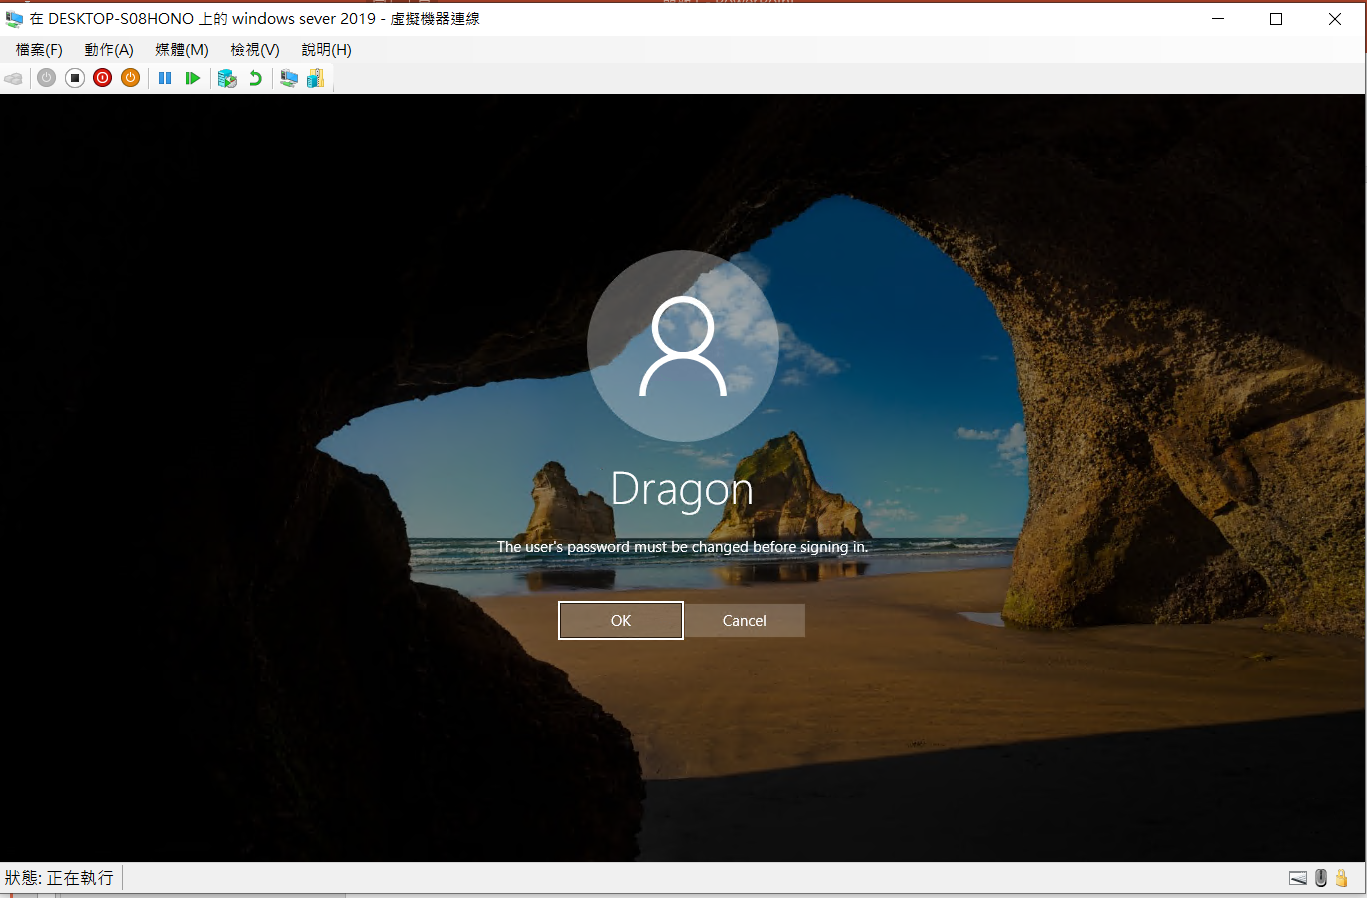 在 DESKTOP-S08HONO 上的 windows sever 2019 - 虛擬機器連線
檔案(F) 動作(A) 媒體(M) 檢視(V) 說明(H)
Dragon
The user's password must be changed before signing in.
OK Cancel
狀態: 正在執行